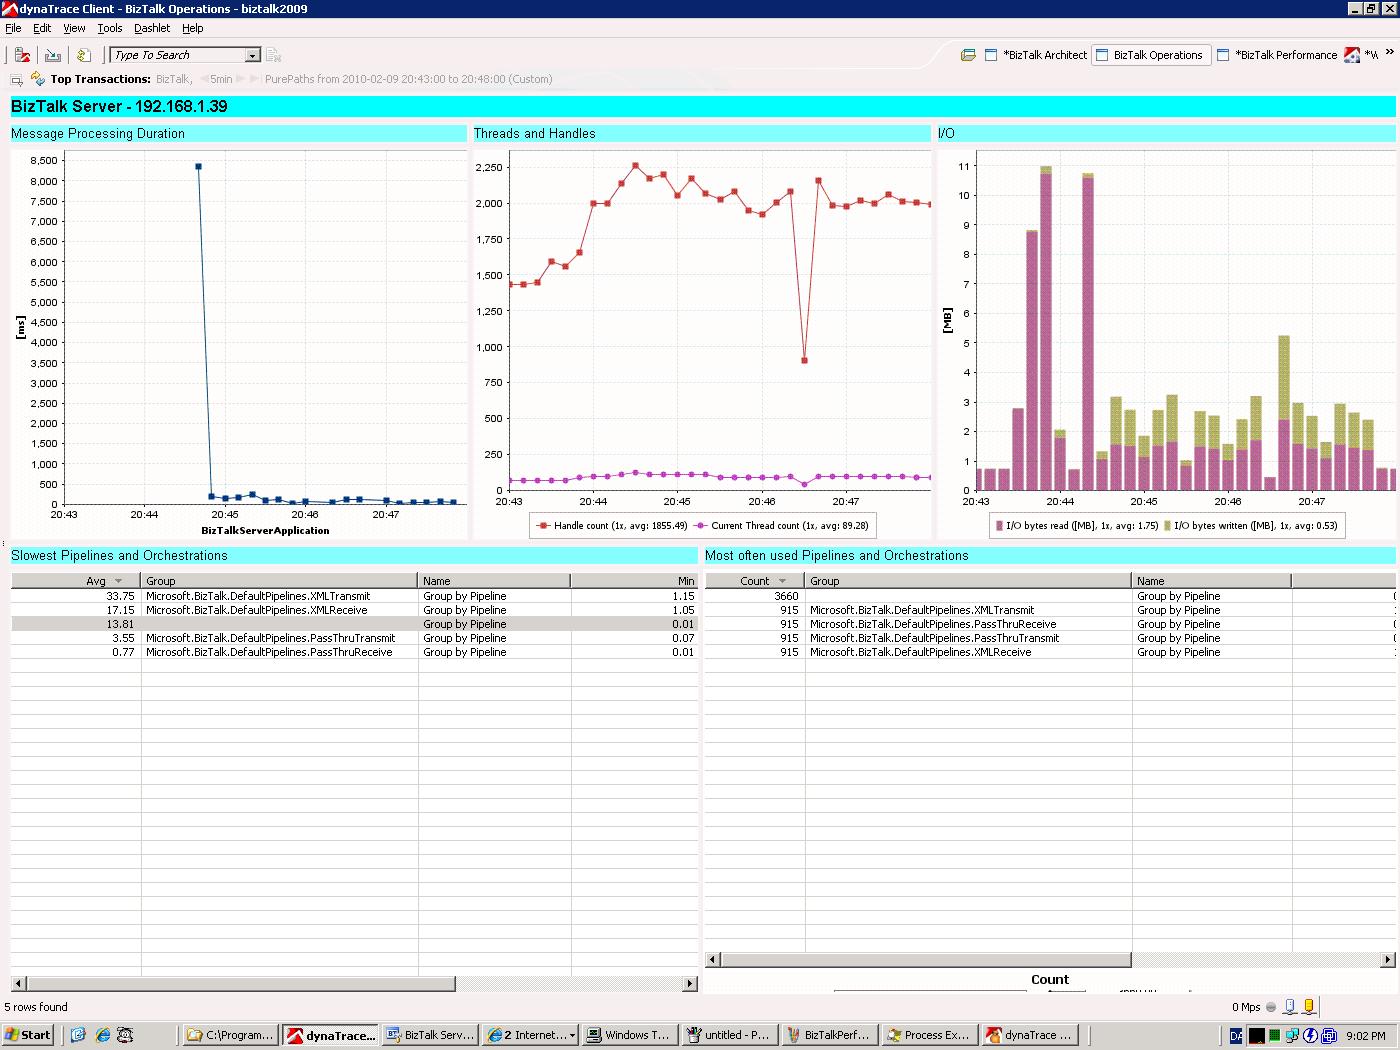 dynaTrace Client - BizTalk Operations - biztalk2009
File Edit View Tools Dashlet Help
Type To Search
*BizTalk Architect BizTalk Operations *BizTalk Performance
Top Transactions: BizTalk, 5min PurePaths from 2010-02-09 20:43:00 to 20:48:00 (Custom)
BizTalk Server - 192.168.1.39
Message Processing Duration
8,500
8,000
7,500
7,000
6,500
6,000
5,500
5,000
4,500
4,000
3,500
3,000
2,500
2,000
1,500
1,000
500
0
[ms]
20:43 20:44 20:45 20:46 20:47
BizTalkServerApplication
Threads and Handles
2,250
2,000
1,750
1,500
1,250
1,000
750
500
250
0
20:43 20:44 20:45 20:46 20:47
Handle count (1x, avg: 1855.49) Current Thread count (1x, avg: 89.28)
I/O
11
10
9
8
7
6
5
4
3
2
1
0
[MB]
20:43 20:44 20:45 20:46 20:47
I/O bytes read ([MB], 1x, avg: 1.75) I/O bytes written ([MB], 1x, avg: 0.53)
Slowest Pipelines and Orchestrations
Avg Group Name Min
33.75 Microsoft.BizTalk.DefaultPipelines.XMLTransmit Group by Pipeline 1.15
17.15 Microsoft.BizTalk.DefaultPipelines.XMLReceive Group by Pipeline 1.05
13.81 Group by Pipeline 0.01
3.55 Microsoft.BizTalk.DefaultPipelines.PassThruTransmit Group by Pipeline 0.07
0.77 Microsoft.BizTalk.DefaultPipelines.PassThruReceive Group by Pipeline 0.01
Most often used Pipelines and Orchestrations
Count Group Name
3660 Group by Pipeline
915 Microsoft.BizTalk.DefaultPipelines.XMLTransmit Group by Pipeline
915 Microsoft.BizTalk.DefaultPipelines.PassThruReceive Group by Pipeline
915 Microsoft.BizTalk.DefaultPipelines.PassThruTransmit Group by Pipeline
915 Microsoft.BizTalk.DefaultPipelines.XMLReceive Group by Pipeline
Count
5 rows found
0 Mps
Start C:\Program... dynaTrace... BizTalk Serv... 2 Internet... Windows T... untitled - P... BizTalkPerf... Process Ex... dynaTrace ... DA 9:02 PM